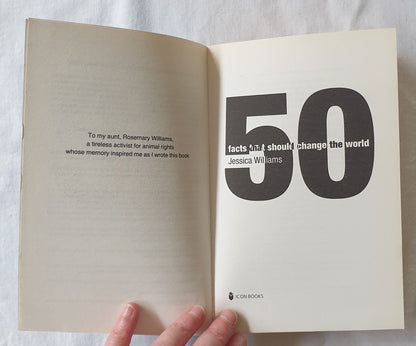 To my aunt, Rosemary Williams,
a tireless activist for animal rights
whose memory inspired me as I wrote this book
50
facts that should change the world
Jessica Williams
ICON BOOKS